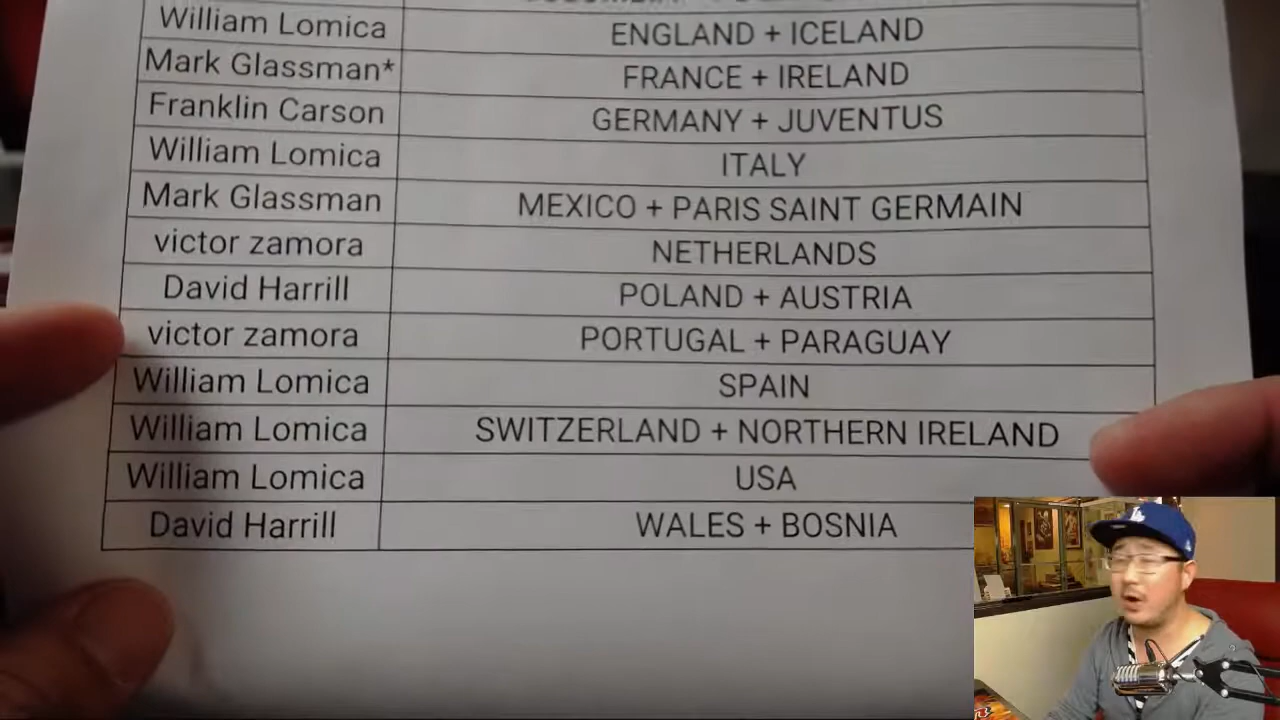 William Lomica ENGLAND + ICELAND
Mark Glassman* FRANCE + IRELAND
Franklin Carson GERMANY + JUVENTUS
William Lomica ITALY
Mark Glassman MEXICO + PARIS SAINT GERMAIN
victor zamora NETHERLANDS
David Harrill POLAND + AUSTRIA
victor zamora PORTUGAL + PARAGUAY
William Lomica SPAIN
William Lomica SWITZERLAND + NORTHERN IRELAND
William Lomica USA
David Harrill WALES + BOSNIA
LA